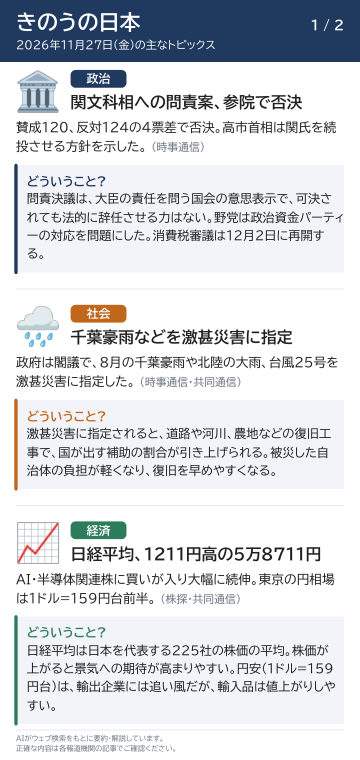 きのうの日本
1 / 2
2026年11月27日(金)の主なトピックス
政治
関文科相への問責案、参院で否決
賛成120、反対124の4票差で否決。高市首相は関氏を続
投させる方針を示した。（時事通信）
どういうこと?
問責決議は、大臣の責任を問う国会の意思表示で、可決さ
れても法的に辞任させる力はない。野党は政治資金パーティ
ーの対応を問題にした。消費税審議は12月2日に再開す
る。
社会
千葉豪雨などを激甚災害に指定
政府は閣議で、8月の千葉豪雨や北陸の大雨、台風25号を
激甚災害に指定した。（時事通信・共同通信）
どういうこと?
激甚災害に指定されると、道路や河川、農地などの復旧工
事で、国が出す補助の割合が引き上げられる。被災した自
治体の負担が軽くなり、復旧を早めやすくなる。
経済
日経平均、1211円高の5万8711円
AI・半導体関連株に買いが入り大幅に続伸。東京の円相場
は1ドル=159円台前半。（株探・共同通信）
どういうこと?
日経平均は日本を代表する225社の株価の平均。株価が
上がると景気への期待が高まりやすい。円安(1ドル=159
円台)は、輸出企業には追い風だが、輸入品は値上がりしや
すい。
AIがウェブ検索をもとに要約・解説しています。
正確な内容は各報道機関の記事でご確認ください。